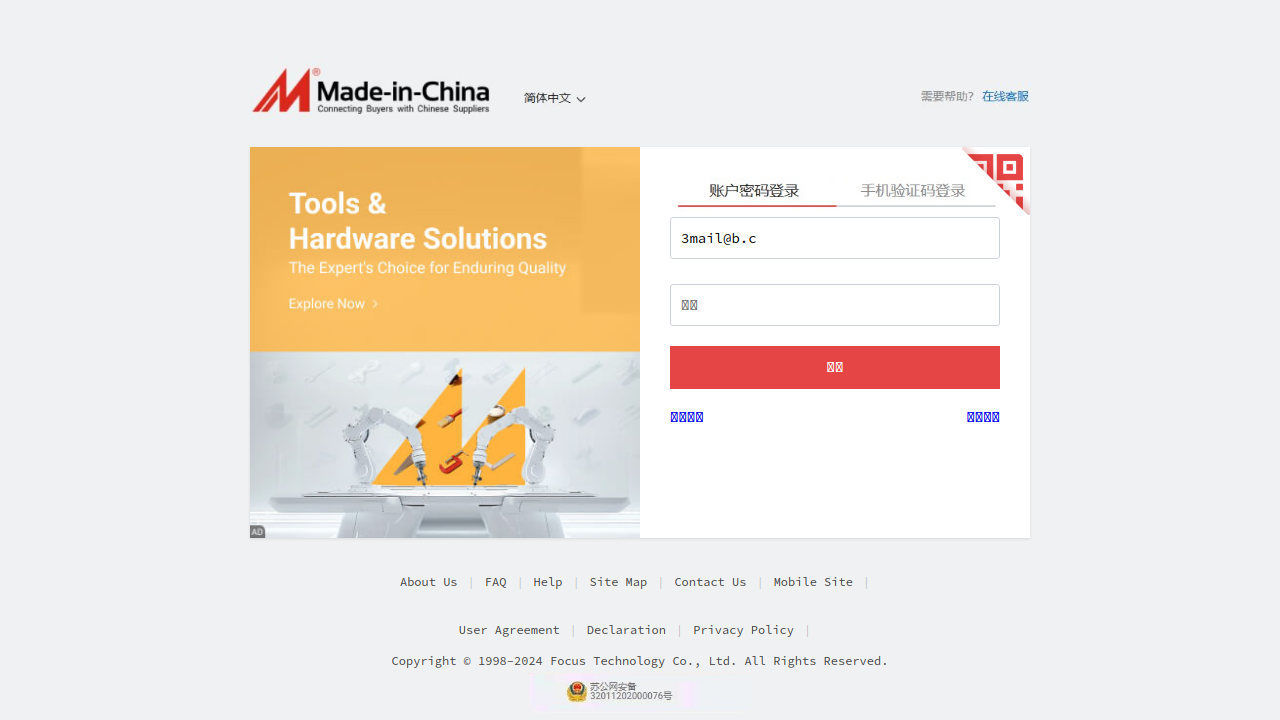 Made-in-China
Connecting Buyers with Chinese Suppliers
简体中文
需要帮助? 在线客服
Tools &
Hardware Solutions
The Expert's Choice for Enduring Quality
Explore Now
AD
账户密码登录
手机验证码登录
3mail@b.c
About Us | FAQ | Help | Site Map | Contact Us | Mobile Site |
User Agreement | Declaration | Privacy Policy |
Copyright © 1998-2024 Focus Technology Co., Ltd. All Rights Reserved.
苏公网安备
32011202000076号